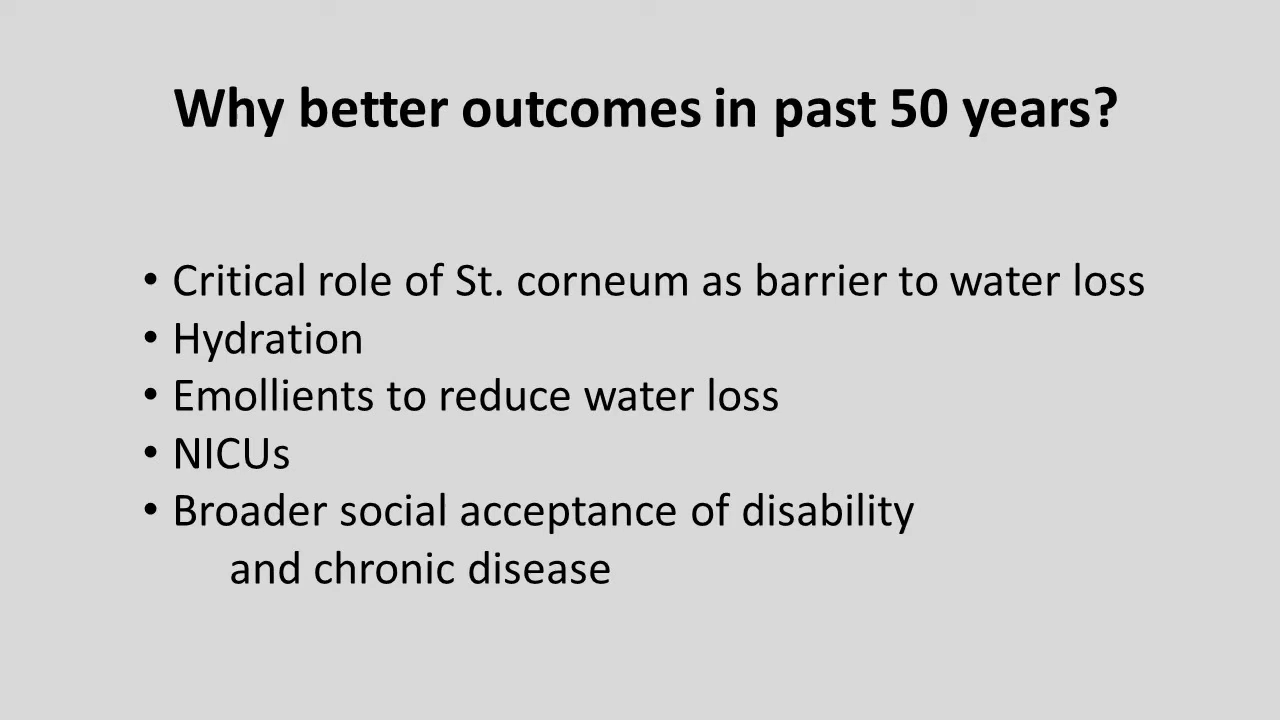 Why better outcomes in past 50 years?
• Critical role of St. corneum as barrier to water loss
• Hydration
• Emollients to reduce water loss
• NICUs
• Broader social acceptance of disability
and chronic disease